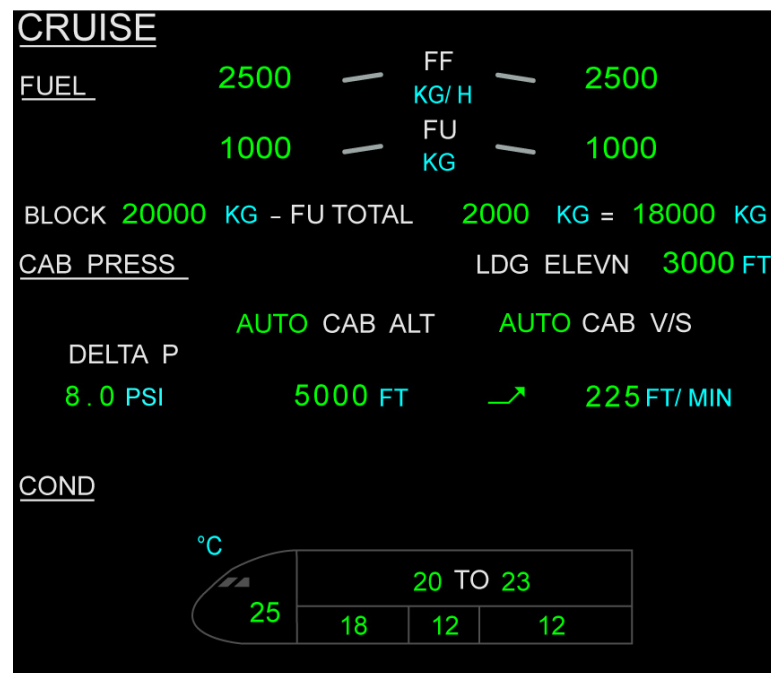 CRUISE
FUEL 2500 FF 2500
KG/ H
1000 FU 1000
KG
BLOCK 20000 KG - FU TOTAL 2000 KG = 18000 KG
CAB PRESS LDG ELEVN 3000 FT
AUTO CAB ALT AUTO CAB V/S
DELTA P
8.0 PSI 5000 FT 225 FT/ MIN
COND
°C
20 TO 23
25 18 12 12